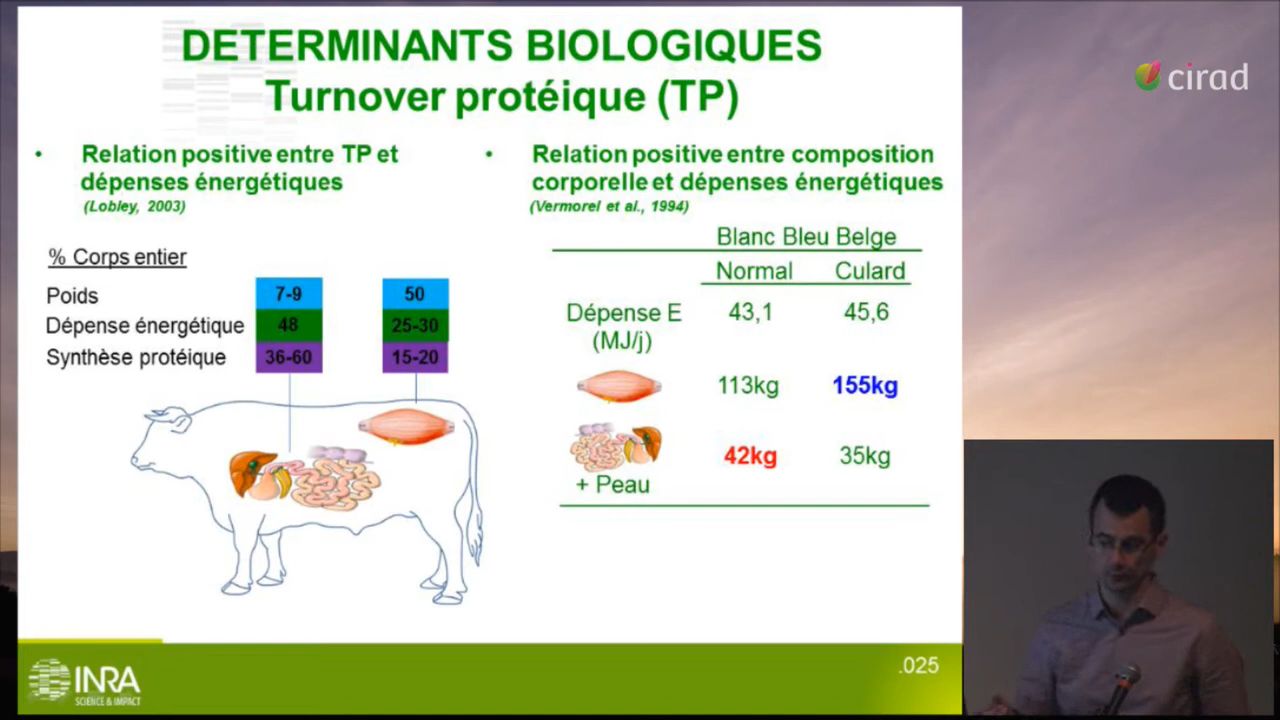 DETERMINANTS BIOLOGIQUES
Turnover protéique (TP)
cirad
• Relation positive entre TP et
dépenses énergétiques
(Lobley, 2003)
% Corps entier
Poids 7-9 50
Dépense énergétique 48 25-30
Synthèse protéique 36-60 15-20
• Relation positive entre composition
corporelle et dépenses énergétiques
(Vermorel et al., 1994)
Blanc Bleu Belge
Normal Culard
Dépense E 43,1 45,6
(MJ/j)
113kg 155kg
42kg 35kg
+ Peau
INRA
SCIENCE & IMPACT
.025